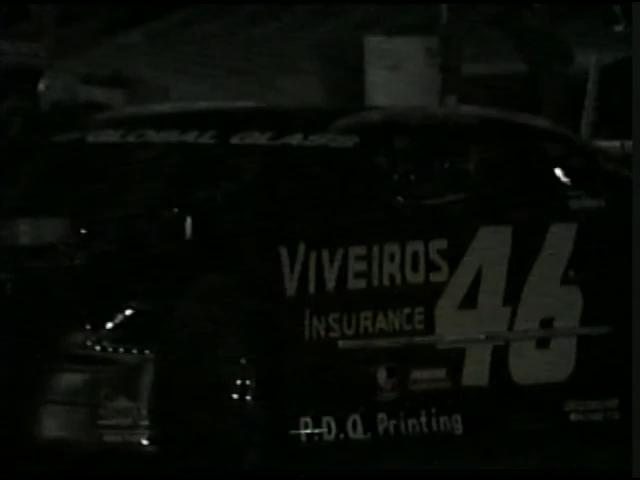 GLOBAL GLASS
VIVEIROS
INSURANCE
46
P.D.Q. Printing